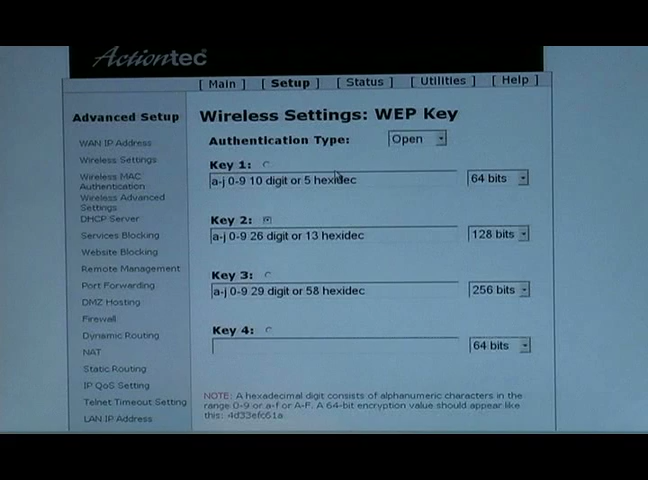 Actiontec
[ Main ] [ Setup ] [ Status ] [ Utilities ] [ Help ]
Advanced Setup
WAN IP Address
Wireless Settings
Wireless MAC
Authentication
Wireless Advanced
Settings
DHCP Server
Services Blocking
Website Blocking
Remote Management
Port Forwarding
DMZ Hosting
Firewall
Dynamic Routing
NAT
Static Routing
IP QoS Setting
Telnet Timeout Setting
LAN IP Address
Wireless Settings: WEP Key
Authentication Type: Open
Key 1:
a-j 0-9 10 digit or 5 hexidec 64 bits
Key 2:
a-j 0-9 26 digit or 13 hexidec 128 bits
Key 3:
a-j 0-9 29 digit or 58 hexidec 256 bits
Key 4:
64 bits
NOTE: A hexadecimal digit consists of alphanumeric characters in the
range 0-9 or a-f or A-F. A 64-bit encryption value should appear like
this: 4d33efc61a